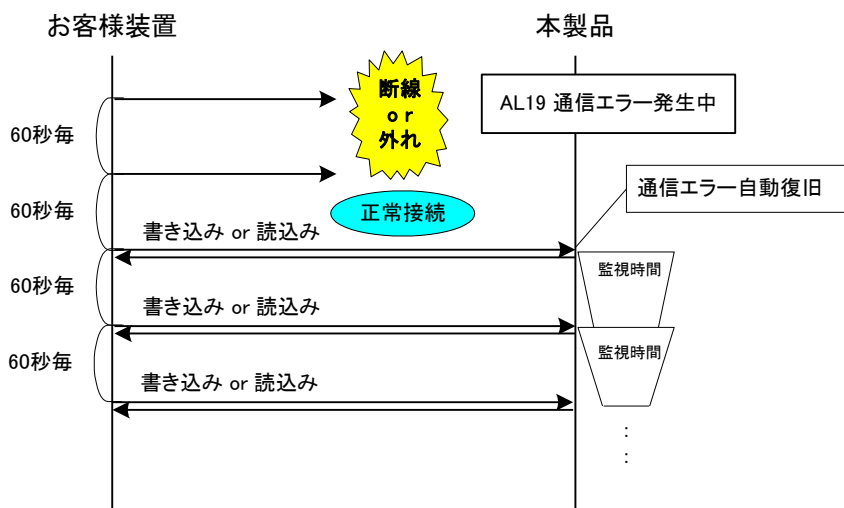 お客様装置
本製品
断線
or
外れ
AL19 通信エラー発生中
60秒毎
通信エラー自動復旧
60秒毎
正常接続
書き込み or 読込み
監視時間
60秒毎
書き込み or 読込み
監視時間
60秒毎
書き込み or 読込み
:
: